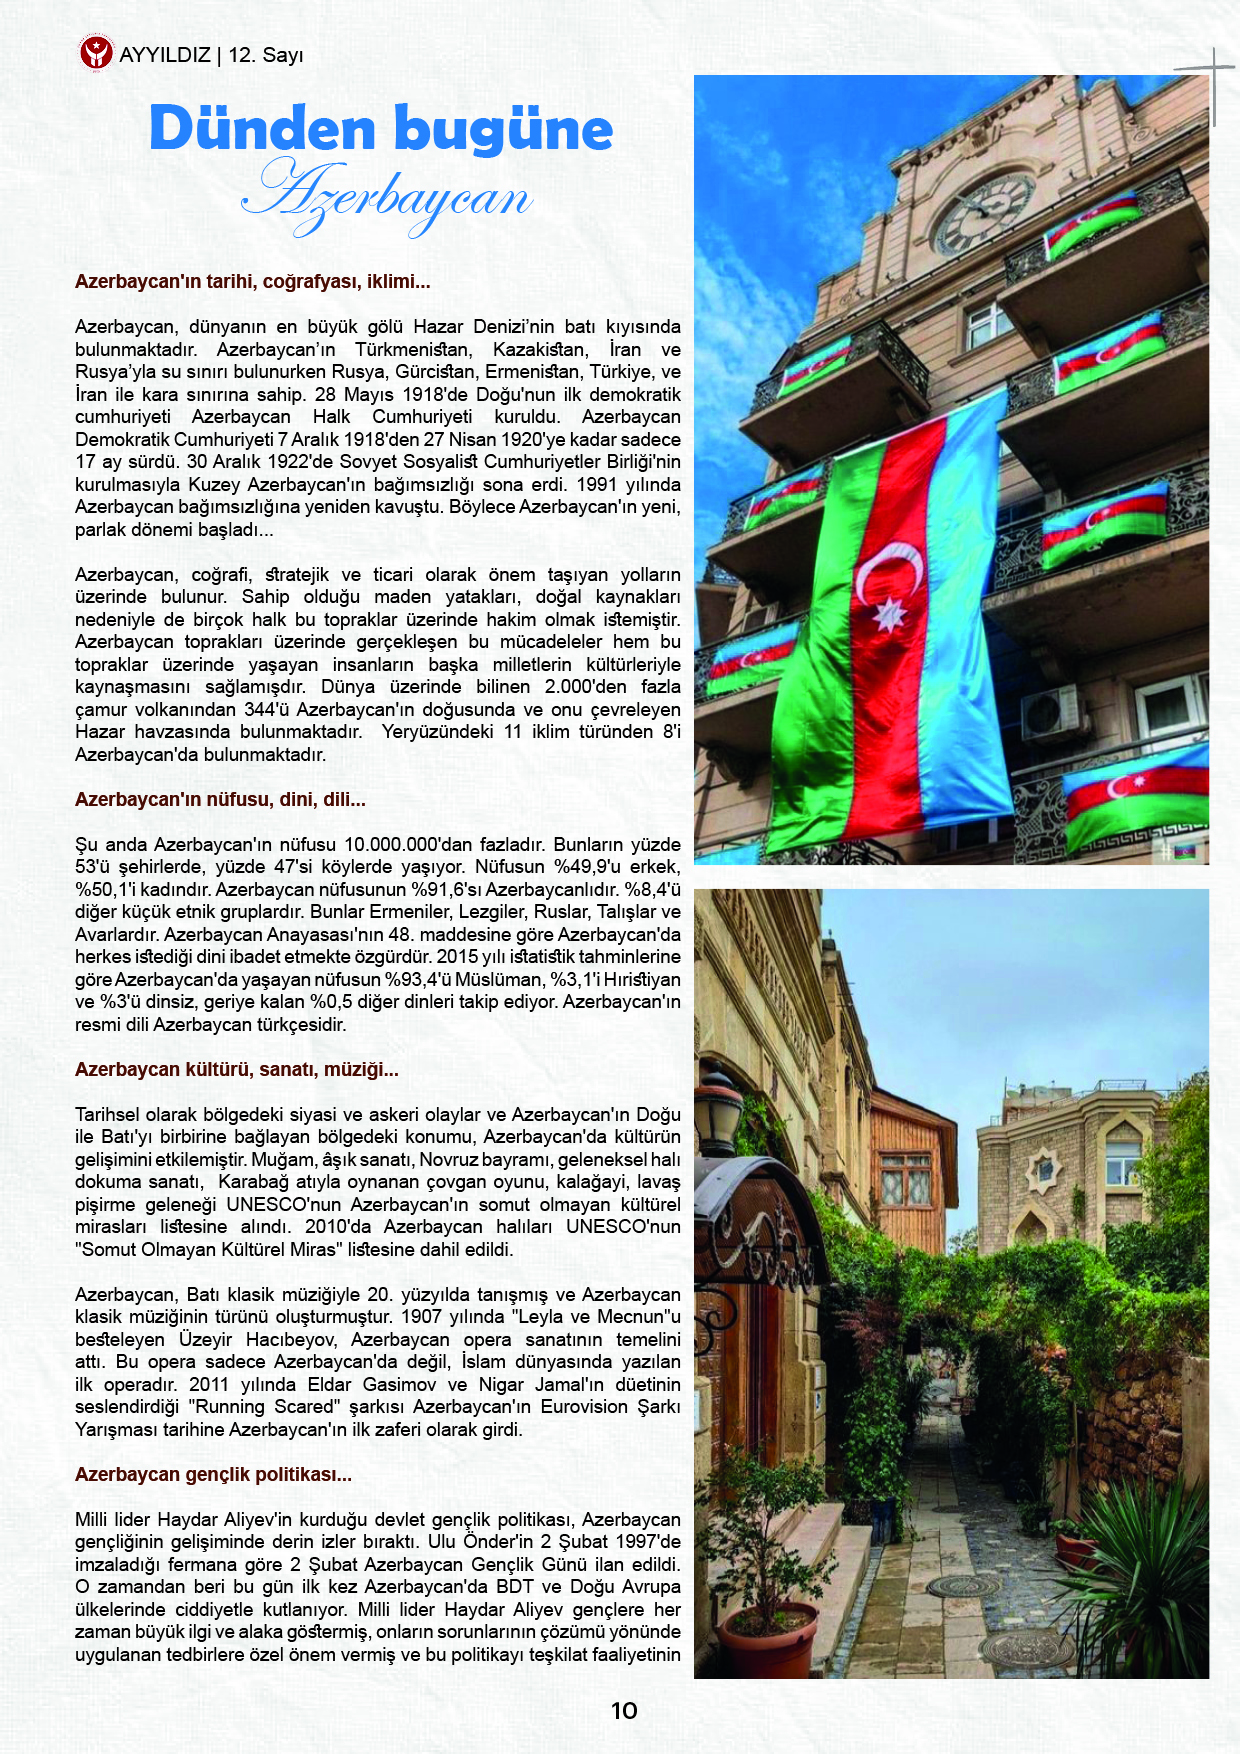 AYYILDIZ | 12. Sayı
Dünden bugüne
Azerbaycan
Azerbaycan'ın tarihi, coğrafyası, iklimi...
Azerbaycan, dünyanın en büyük gölü Hazar Denizi’nin batı kıyısında
bulunmaktadır. Azerbaycan’ın Türkmenistan, Kazakistan, İran ve
Rusya’yla su sınırı bulunurken Rusya, Gürcistan, Ermenistan, Türkiye, ve
İran ile kara sınırına sahip. 28 Mayıs 1918'de Doğu'nun ilk demokratik
cumhuriyeti Azerbaycan Halk Cumhuriyeti kuruldu. Azerbaycan
Demokratik Cumhuriyeti 7 Aralık 1918'den 27 Nisan 1920'ye kadar sadece
17 ay sürdü. 30 Aralık 1922'de Sovyet Sosyalist Cumhuriyetler Birliği'nin
kurulmasıyla Kuzey Azerbaycan'ın bağımsızlığı sona erdi. 1991 yılında
Azerbaycan bağımsızlığına yeniden kavuştu. Böylece Azerbaycan'ın yeni,
parlak dönemi başladı...
Azerbaycan, coğrafi, stratejik ve ticari olarak önem taşıyan yolların
üzerinde bulunur. Sahip olduğu maden yatakları, doğal kaynakları
nedeniyle de birçok halk bu topraklar üzerinde hakim olmak istemiştir.
Azerbaycan toprakları üzerinde gerçekleşen bu mücadeleler hem bu
topraklar üzerinde yaşayan insanların başka milletlerin kültürleriyle
kaynaşmasını sağlamışdır. Dünya üzerinde bilinen 2.000'den fazla
çamur volkanından 344'ü Azerbaycan'ın doğusunda ve onu çevreleyen
Hazar havzasında bulunmaktadır. Yeryüzündeki 11 iklim türünden 8'i
Azerbaycan'da bulunmaktadır.
Azerbaycan'ın nüfusu, dini, dili...
Şu anda Azerbaycan'ın nüfusu 10.000.000'dan fazladır. Bunların yüzde
53'ü şehirlerde, yüzde 47'si köylerde yaşıyor. Nüfusun %49,9'u erkek,
%50,1'i kadındır. Azerbaycan nüfusunun %91,6'sı Azerbaycanlıdır. %8,4'ü
diğer küçük etnik gruplardır. Bunlar Ermeniler, Lezgiler, Ruslar, Talışlar ve
Avarlardır. Azerbaycan Anayasası'nın 48. maddesine göre Azerbaycan'da
herkes istediği dini ibadet etmekte özgürdür. 2015 yılı istatistik tahminlerine
göre Azerbaycan'da yaşayan nüfusun %93,4'ü Müslüman, %3,1'i Hıristiyan
ve %3'ü dinsiz, geriye kalan %0,5 diğer dinleri takip ediyor. Azerbaycan'ın
resmi dili Azerbaycan türkçesidir.
Azerbaycan kültürü, sanatı, müziği...
Tarihsel olarak bölgedeki siyasi ve askeri olaylar ve Azerbaycan'ın Doğu
ile Batı'yı birbirine bağlayan bölgedeki konumu, Azerbaycan'da kültürün
gelişimini etkilemiştir. Muğam, âşık sanatı, Novruz bayramı, geleneksel halı
dokuma sanatı, Karabağ atıyla oynanan çovgan oyunu, kalağayi, lavaş
pişirme geleneği UNESCO'nun Azerbaycan'ın somut olmayan kültürel
mirasları listesine alındı. 2010'da Azerbaycan halıları UNESCO'nun
"Somut Olmayan Kültürel Miras" listesine dahil edildi.
Azerbaycan, Batı klasik müziğiyle 20. yüzyılda tanışmış ve Azerbaycan
klasik müziğinin türünü oluşturmuştur. 1907 yılında "Leyla ve Mecnun"u
besteleyen Üzeyir Hacıbeyov, Azerbaycan opera sanatının temelini
attı. Bu opera sadece Azerbaycan'da değil, İslam dünyasında yazılan
ilk operadır. 2011 yılında Eldar Gasimov ve Nigar Jamal'ın düetinin
seslendirdiği "Running Scared" şarkısı Azerbaycan'ın Eurovision Şarkı
Yarışması tarihine Azerbaycan'ın ilk zaferi olarak girdi.
Azerbaycan gençlik politikası...
Milli lider Haydar Aliyev'in kurduğu devlet gençlik politikası, Azerbaycan
gençliğinin gelişiminde derin izler bıraktı. Ulu Önder'in 2 Şubat 1997'de
imzaladığı fermana göre 2 Şubat Azerbaycan Gençlik Günü ilan edildi.
O zamandan beri bu gün ilk kez Azerbaycan'da BDT ve Doğu Avrupa
ülkelerinde ciddiyetle kutlanıyor. Milli lider Haydar Aliyev gençlere her
zaman büyük ilgi ve alaka göstermiş, onların sorunlarının çözümü yönünde
uygulanan tedbirlere özel önem vermiş ve bu politikayı teşkilat faaliyetinin
10